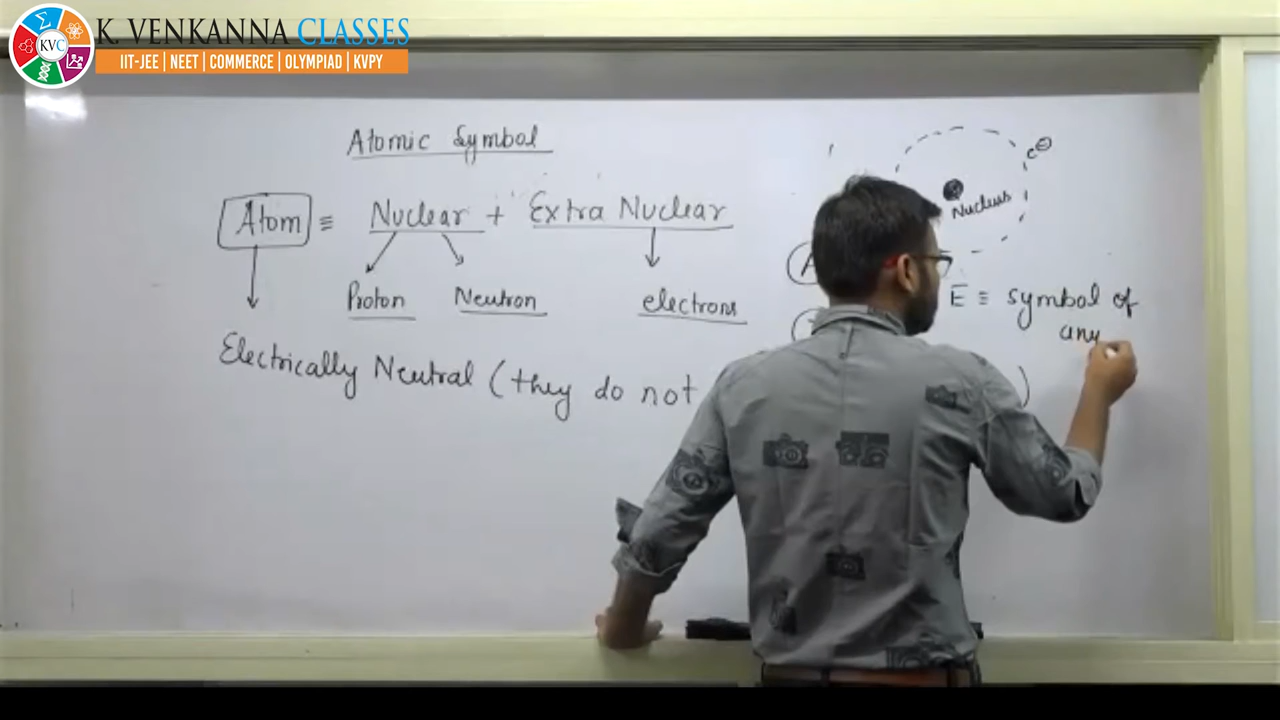 K. VENKANNA CLASSES
IIT-JEE | NEET | COMMERCE | OLYMPIAD | KVPY
KVC
Atomic Symbol
Atom ≡ Nuclear + Extra Nuclear
Proton Neutron electrons
Electrically Neutral (they do not )
e⊖
Nucleus
E ≡ symbol of
any